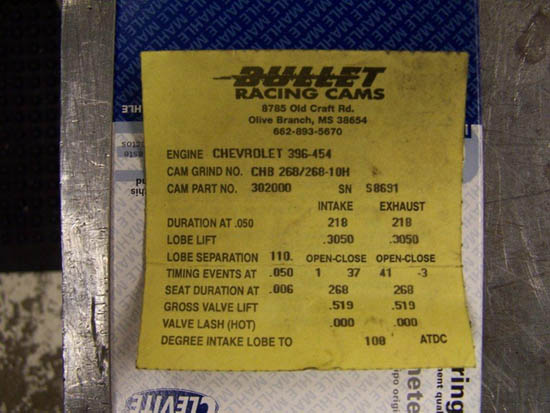 BULLET
RACING CAMS
8785 Old Craft Rd.
Olive Branch, MS 38654
662-893-5670
ENGINE CHEVROLET 396-454
CAM GRIND NO. CHB 268/268-10H
CAM PART NO. 302000 SN S8691
INTAKE EXHAUST
DURATION AT .050 218 218
LOBE LIFT .3050 .3050
LOBE SEPARATION 110. OPEN-CLOSE OPEN-CLOSE
TIMING EVENTS AT .050 1 37 41 -3
SEAT DURATION AT .006 268 268
GROSS VALVE LIFT .519 .519
VALVE LASH (HOT) .000 .000
DEGREE INTAKE LOBE TO 108 ATDC
CLEVITE
MAHLE